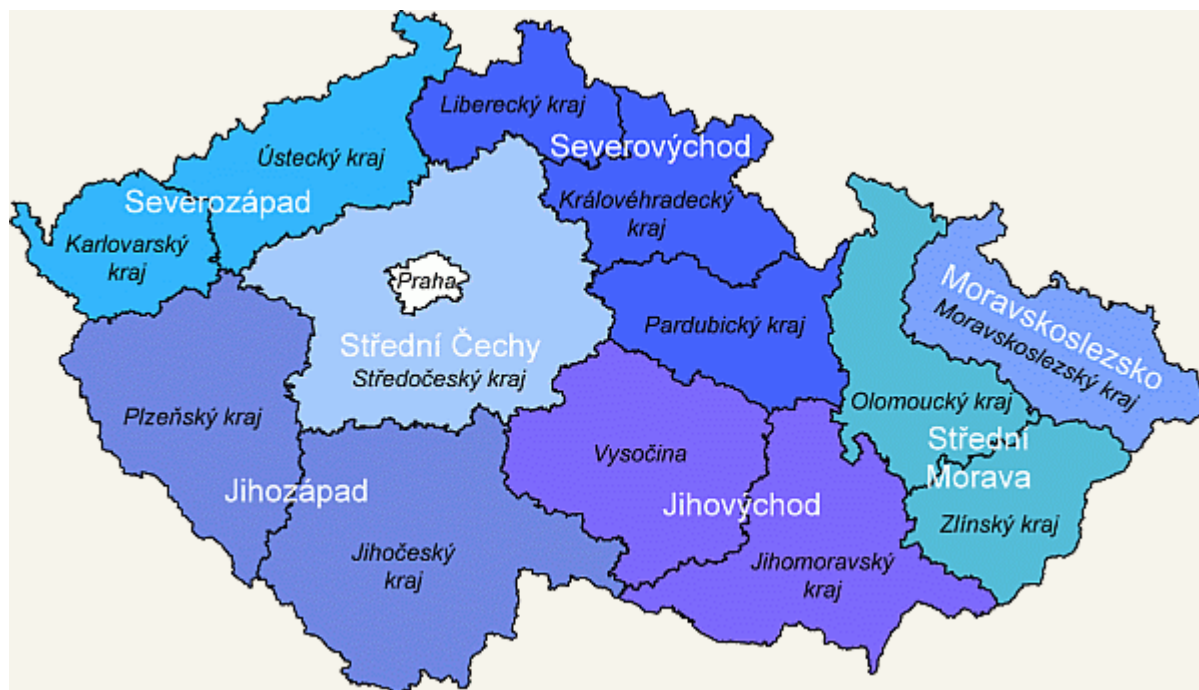 Liberecký kraj
Severovýchod
Ústecký kraj
Severozápad
Královéhradecký
kraj
Karlovarský
kraj
Praha
Moravskoslezsko
Moravskoslezský kraj
Pardubický kraj
Střední Čechy
Středočeský kraj
Plzeňský kraj
Olomoucký kraj
Střední
Morava
Vysočina
Jihozápad
Jihovýchod
Zlínský kraj
Jihočeský
kraj
Jihomoravský
kraj